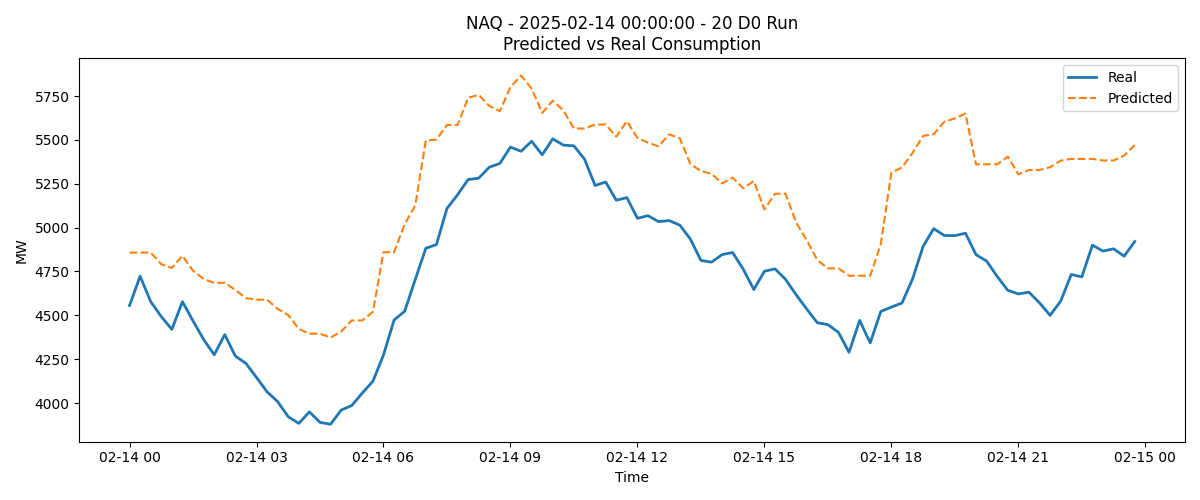 NAQ - 2025-02-14 00:00:00 - 20 D0 Run
Predicted vs Real Consumption
Real
Predicted
MW
5750
5500
5250
5000
4750
4500
4250
4000
02-14 00
02-14 03
02-14 06
02-14 09
02-14 12
02-14 15
02-14 18
02-14 21
02-15 00
Time